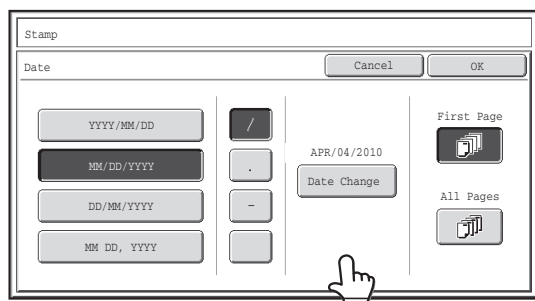 Stamp
Date
Cancel
OK
YYYY/MM/DD
MM/DD/YYYY
DD/MM/YYYY
MM DD, YYYY
/
.
-
APR/04/2010
Date Change
First Page
All Pages